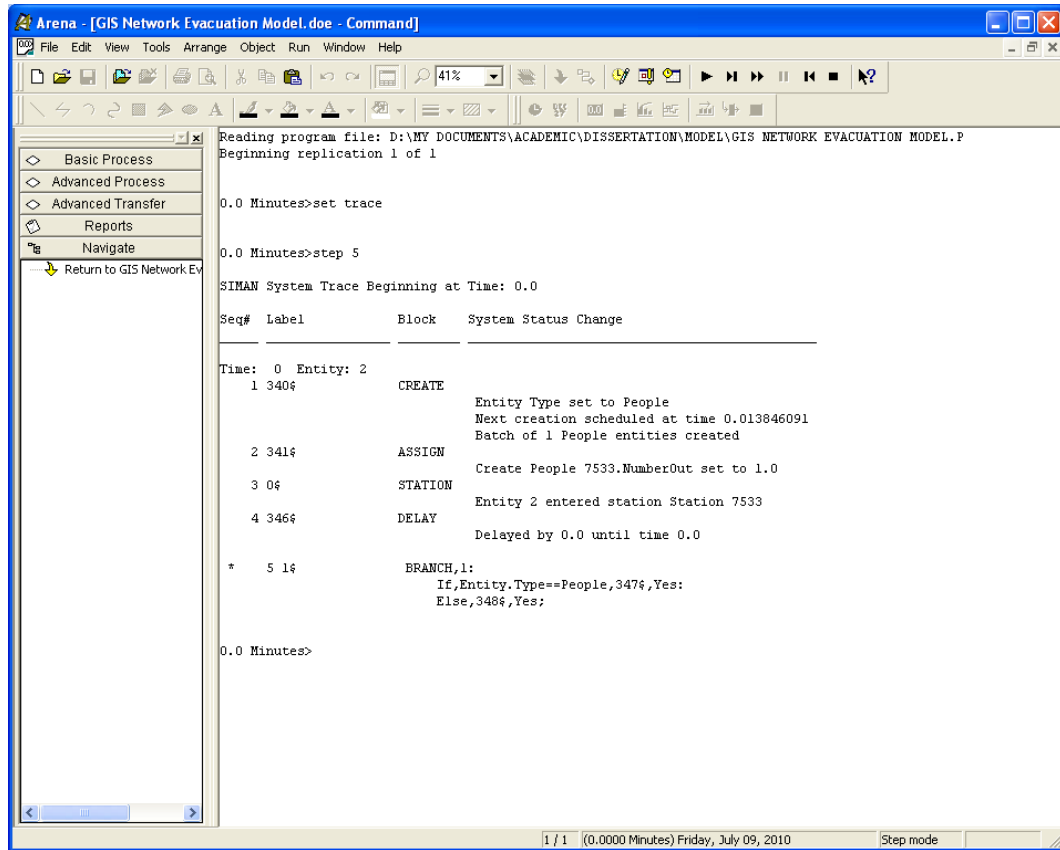 Arena - [GIS Network Evacuation Model.doe - Command]
File Edit View Tools Arrange Object Run Window Help
41%
Basic Process
Advanced Process
Advanced Transfer
Reports
Navigate
Return to GIS Network Ev
Reading program file: D:\MY DOCUMENTS\ACADEMIC\DISSERTATION\MODEL\GIS NETWORK EVACUATION MODEL.P
Beginning replication 1 of 1
0.0 Minutes>set trace
0.0 Minutes>step 5
SIMAN System Trace Beginning at Time: 0.0
Seq# Label Block System Status Change
Time: 0 Entity: 2
1 340$ CREATE
Entity Type set to People
Next creation scheduled at time 0.013846091
Batch of 1 People entities created
2 341$ ASSIGN
Create People 7533.NumberOut set to 1.0
3 0$ STATION
Entity 2 entered station Station 7533
4 346$ DELAY
Delayed by 0.0 until time 0.0
* 5 1$ BRANCH,1:
If,Entity.Type==People,347$,Yes:
Else,348$,Yes;
0.0 Minutes>
1 / 1 (0.0000 Minutes) Friday, July 09, 2010 Step mode